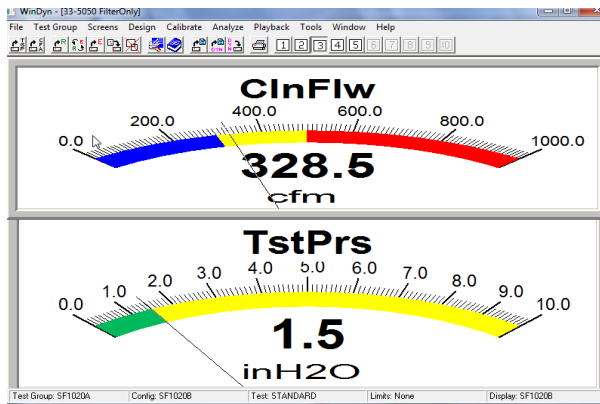 WinDyn - [33-5050 FilterOnly]
File Test Group Screens Design Calibrate Analyze Playback Tools Window Help
1 2 3 4 5 6 7 8 9 10
ClnFlw
0.0 200.0 400.0 600.0 800.0 1000.0
328.5
cfm
TstPrs
0.0 1.0 2.0 3.0 4.0 5.0 6.0 7.0 8.0 9.0 10.0
1.5
inH2O
Test Group: SF1020A Config: SF1020B Test: STANDARD Limits: None Display: SF1020B